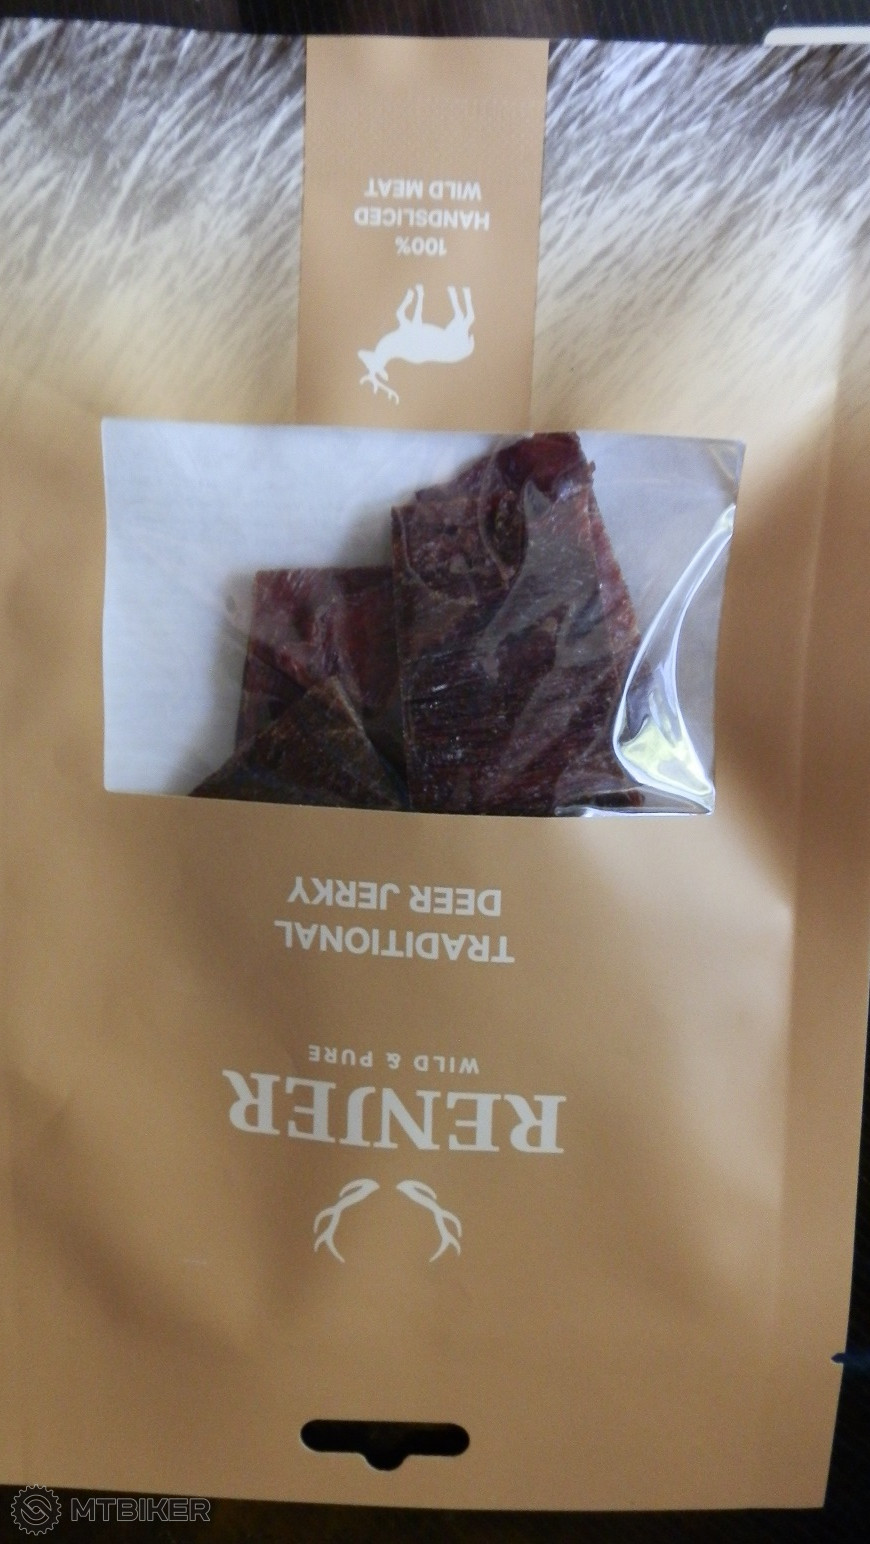 RENJER
WILD & PURE
TRADITIONAL
DEER JERKY
100%
HANDSLICED
WILD MEAT
MTBIKER